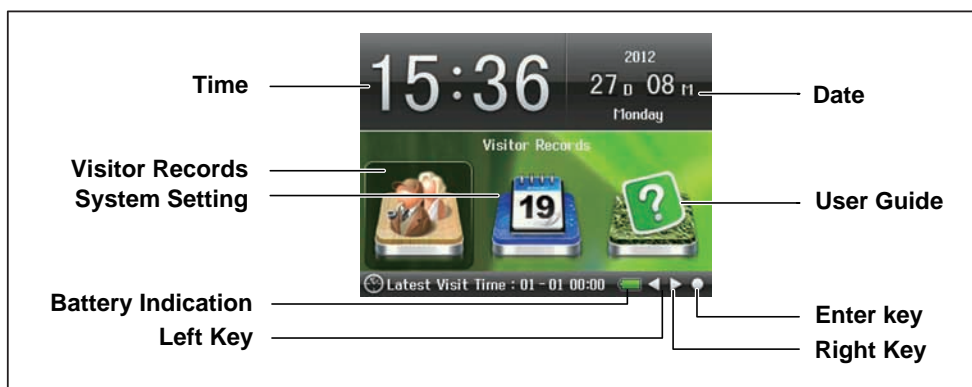 Time
15:36
2012
27 D 08 M
Monday
Date
Visitor Records
Visitor Records
System Setting
19
?
User Guide
Latest Visit Time : 01-01 00:00
Battery Indication
Left Key
Enter key
Right Key